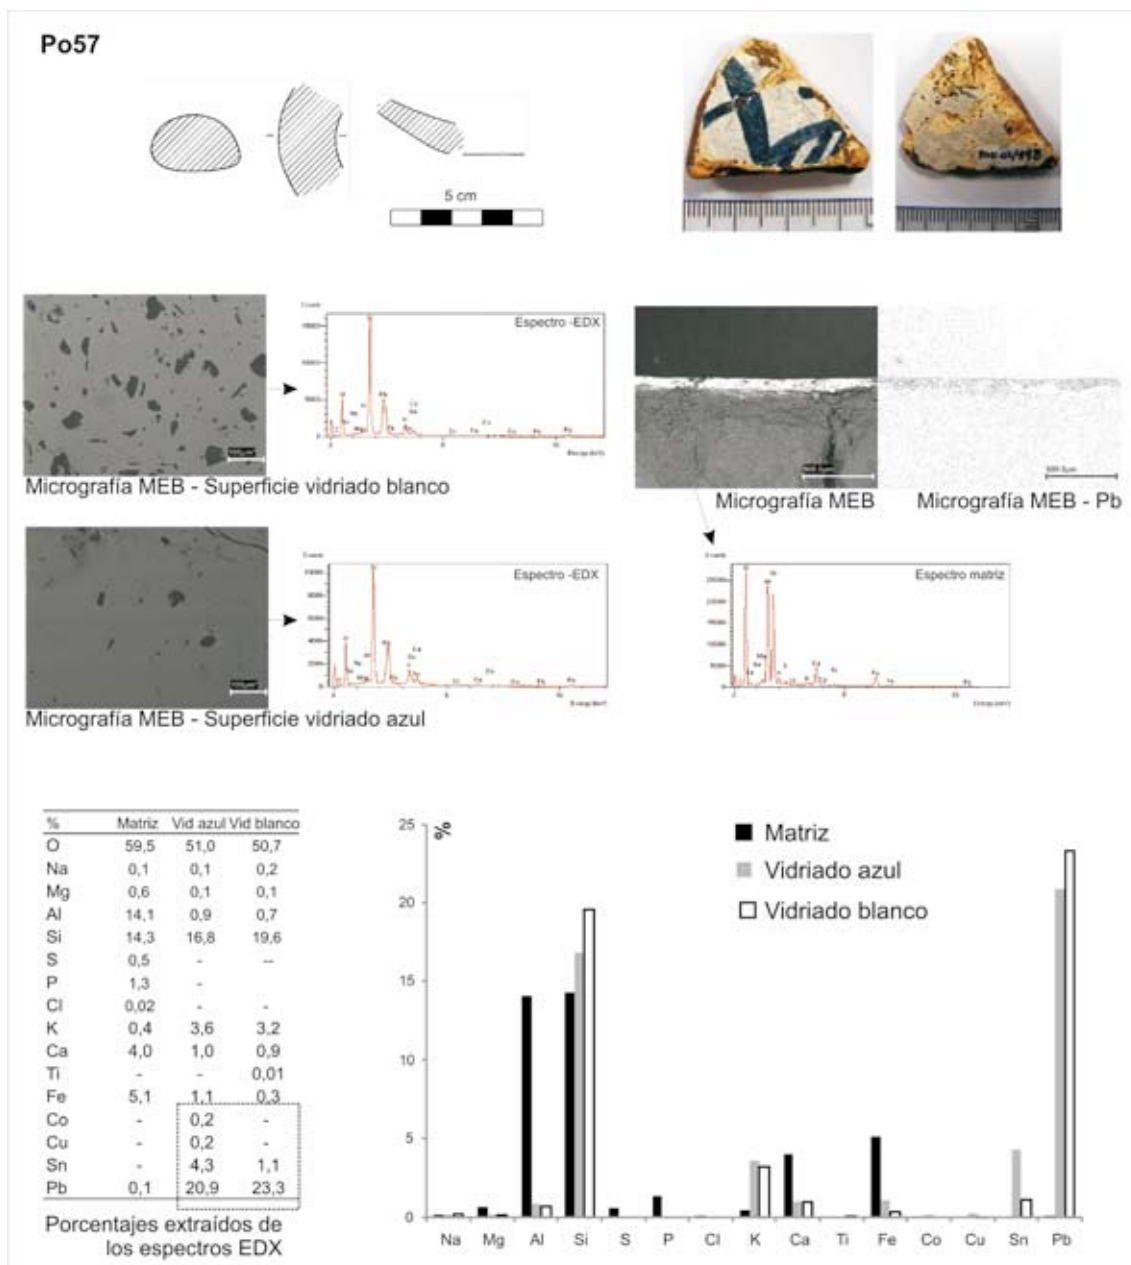 Po57
5 cm
Espectro -EDX
Micrografía MEB - Superficie vidriado blanco
Micrografía MEB
Micrografía MEB - Pb
Espectro -EDX
Espectro matriz
Micrografía MEB - Superficie vidriado azul
% Matriz Vid azul Vid blanco
O 59,5 51,0 50,7
Na 0,1 0,1 0,2
Mg 0,6 0,1 0,1
Al 14,1 0,9 0,7
Si 14,3 16,8 19,6
S 0,5 - --
P 1,3 -
Cl 0,02 - -
K 0,4 3,6 3,2
Ca 4,0 1,0 0,9
Ti - - 0,01
Fe 5,1 1,1 0,3
Co - 0,2 -
Cu - 0,2 -
Sn - 4,3 1,1
Pb 0,1 20,9 23,3
Porcentajes extraídos de
los espectros EDX
%
25
20
15
10
5
0
Matriz
Vidriado azul
Vidriado blanco
Na Mg Al Si S P Cl K Ca Ti Fe Co Cu Sn Pb